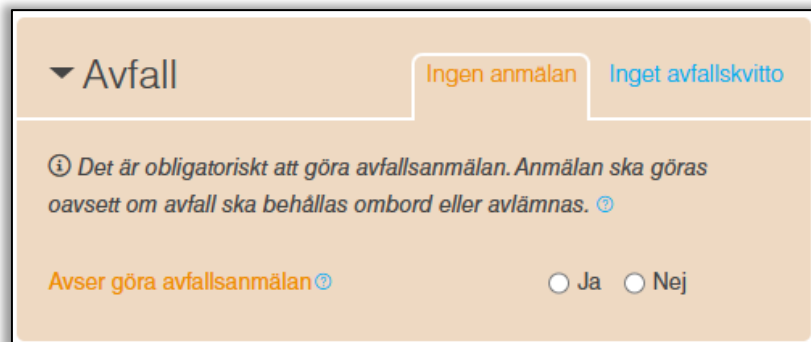 Avfall
Ingen anmälan
Inget avfallskvitto
Det är obligatoriskt att göra avfallsanmälan. Anmälan ska göras
oavsett om avfall ska behållas ombord eller avlämnas.
Avser göra avfallsanmälan
Ja
Nej